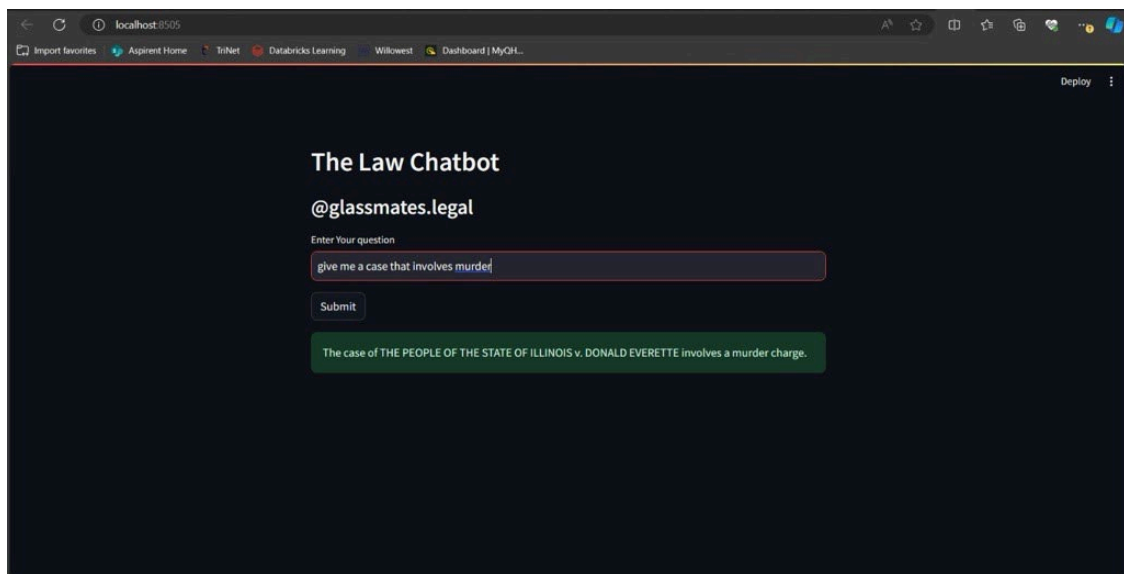 localhost:8505
Import favorites Aspirent Home TriNet Databricks Learning Willowest Dashboard | MyQH...
Deploy
The Law Chatbot
@glassmates.legal
Enter Your question
give me a case that involves murder
Submit
The case of THE PEOPLE OF THE STATE OF ILLINOIS v. DONALD EVERETTE involves a murder charge.